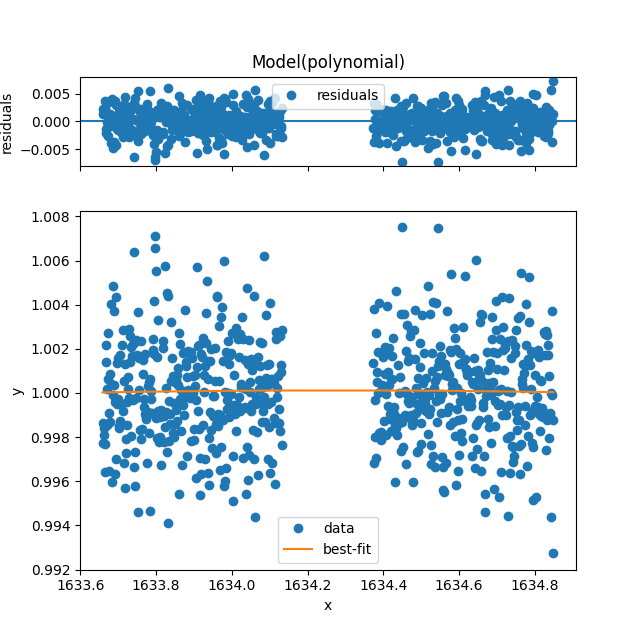 Model(polynomial)
residuals
0.005
0.000
−0.005
residuals
y
1.008
1.006
1.004
1.002
1.000
0.998
0.996
0.994
0.992
data
best-fit
1633.6 1633.8 1634.0 1634.2 1634.4 1634.6 1634.8
x